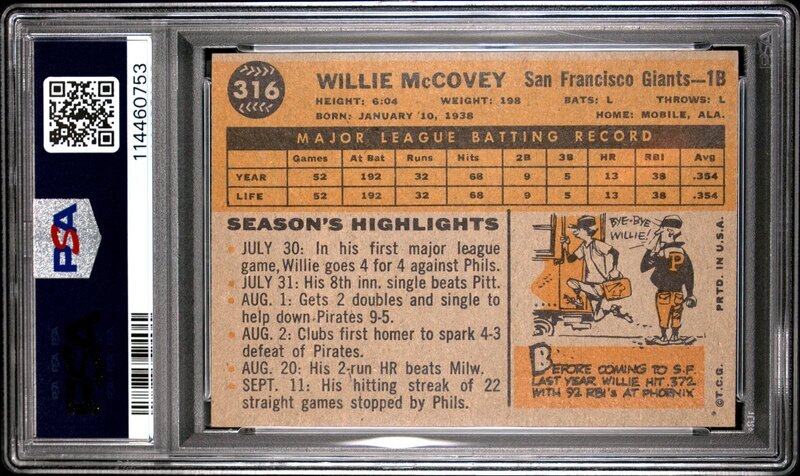 114460753
PSA
316
WILLIE McCOVEY San Francisco Giants—1B
HEIGHT: 6:04 WEIGHT: 198 BATS: L THROWS: L
BORN: JANUARY 10, 1938 HOME: MOBILE, ALA.
MAJOR LEAGUE BATTING RECORD
Games At Bat Runs Hits 2B 3B HR RBI Avg
YEAR 52 192 32 68 9 5 13 38 .354
LIFE 52 192 32 68 9 5 13 38 .354
SEASON'S HIGHLIGHTS
• JULY 30: In his first major league
game, Willie goes 4 for 4 against Phils.
• JULY 31: His 8th inn. single beats Pitt.
• AUG. 1: Gets 2 doubles and single to
help down Pirates 9-5.
• AUG. 2: Clubs first homer to spark 4-3
defeat of Pirates.
• AUG. 20: His 2-run HR beats Milw.
• SEPT. 11: His hitting streak of 22
straight games stopped by Phils.
BYE-BYE
WILLIE!
P
BEFORE COMING TO S.F.
LAST YEAR WILLIE HIT .372
WITH 92 RBI'S AT PHOENIX
©T.C.G. PRTD. IN U.S.A.
PSA